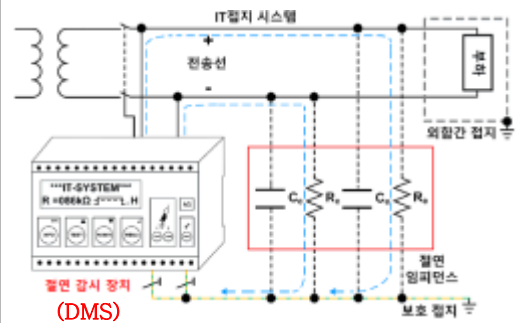 IT접지 시스템
+
전송선
-
부하
외함간 접지
***IT-SYSTEM***
R =086kΩ
H
kΩ
Cₑ
Rₑ
Cₑ
Rₑ
절연
임피던스
절연 감시 장치
(DMS)
보호 접지